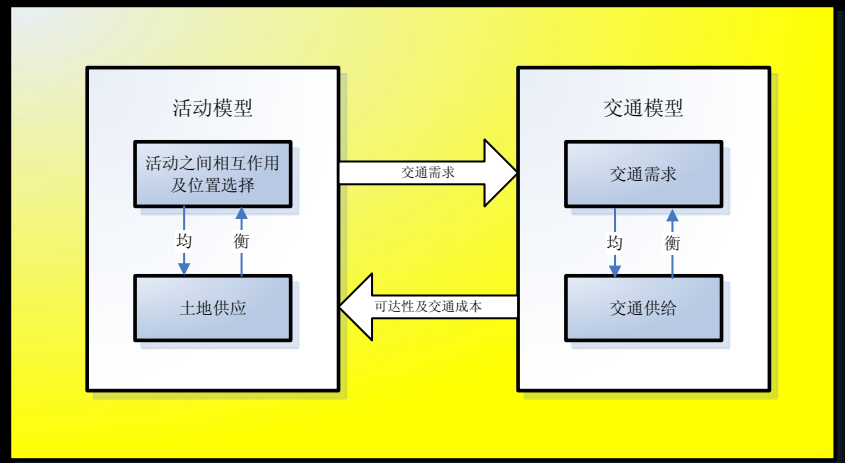 活动模型
活动之间相互作用
及位置选择
均 衡
土地供应
交通需求
可达性及交通成本
交通模型
交通需求
均 衡
交通供给